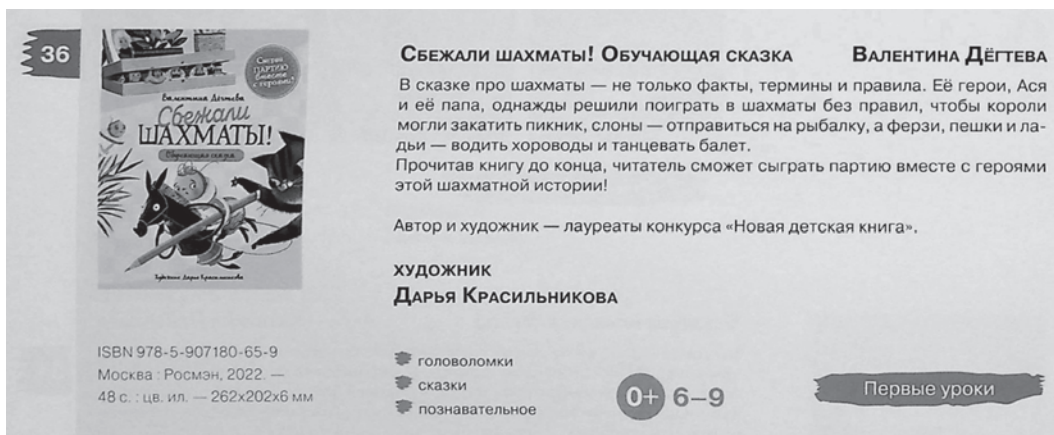 36
Сыграй
ПАРТИЮ
вместе
с героями!
Валентина Дёгтева
Сбежали
ШАХМАТЫ!
Обучающая сказка
Художник Дарья Красильникова
СБЕЖАЛИ ШАХМАТЫ! ОБУЧАЮЩАЯ СКАЗКА ВАЛЕНТИНА ДЁГТЕВА
В сказке про шахматы — не только факты, термины и правила. Её герои, Ася
и её папа, однажды решили поиграть в шахматы без правил, чтобы короли
могли закатить пикник, слоны — отправиться на рыбалку, а ферзи, пешки и ла-
дьи — водить хороводы и танцевать балет.
Прочитав книгу до конца, читатель сможет сыграть партию вместе с героями
этой шахматной истории!
Автор и художник — лауреаты конкурса «Новая детская книга».
ХУДОЖНИК
ДАРЬЯ КРАСИЛЬНИКОВА
ISBN 978-5-907180-65-9
Москва : Росмэн, 2022. —
48 с. : цв. ил. — 262х202х6 мм
головоломки
сказки
познавательное
0+ 6–9
Первые уроки